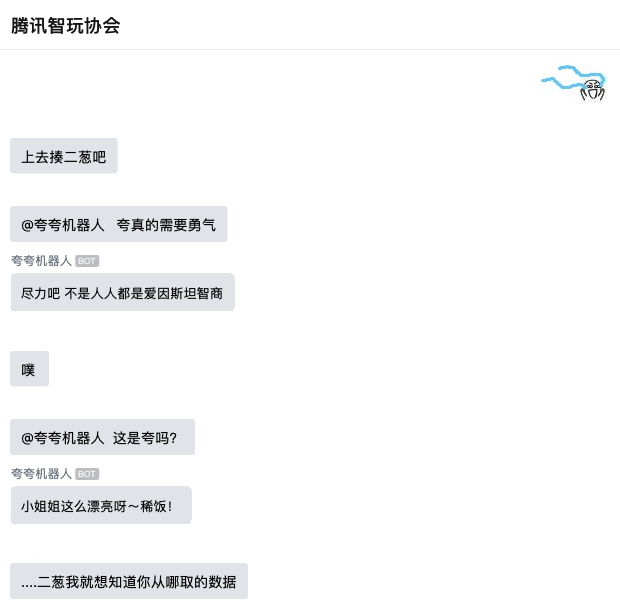 腾讯智玩协会
上去揍二葱吧
@夸夸机器人 夸真的需要勇气
夸夸机器人 BOT
尽力吧 不是人人都是爱因斯坦智商
噗
@夸夸机器人 这是夸吗?
夸夸机器人 BOT
小姐姐这么漂亮呀～稀饭!
....二葱我就想知道你从哪取的数据